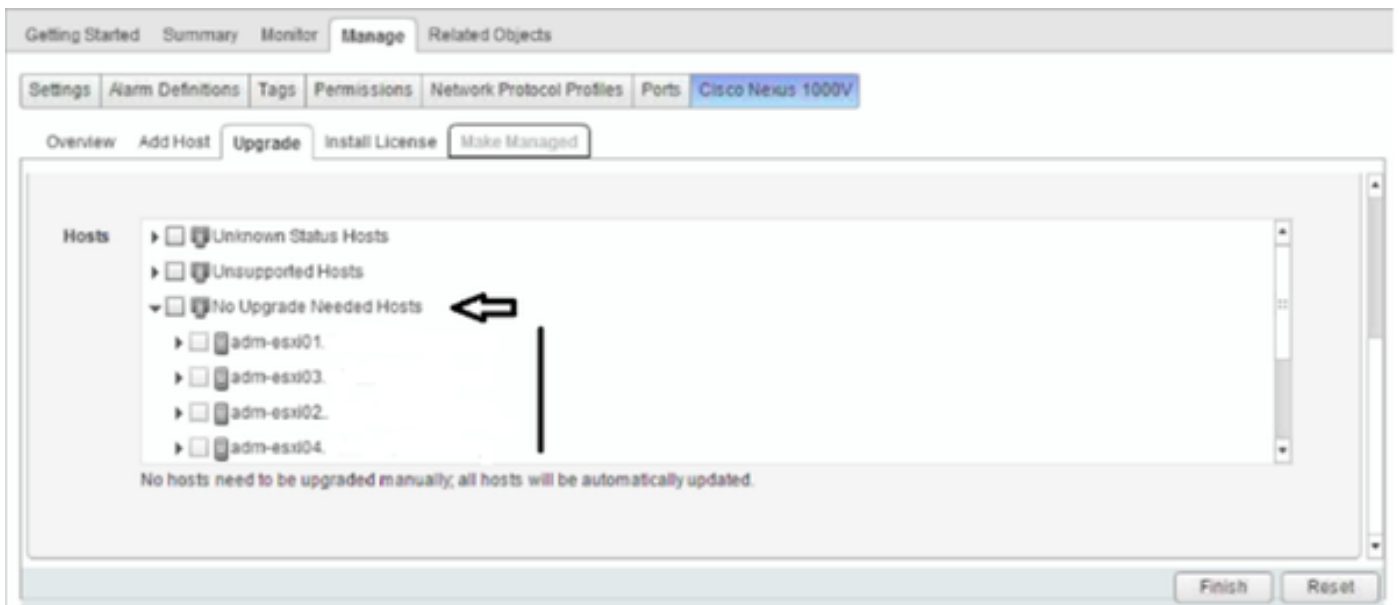 Getting Started Summary Monitor Manage Related Objects
Settings Alarm Definitions Tags Permissions Network Protocol Profiles Ports Cisco Nexus 1000V
Overview Add Host Upgrade Install License Make Managed
Hosts
Unknown Status Hosts
Unsupported Hosts
No Upgrade Needed Hosts
adm-esxi01.
adm-esxi03.
adm-esxi02.
adm-esxi04.
No hosts need to be upgraded manually; all hosts will be automatically updated.
Finish Reset